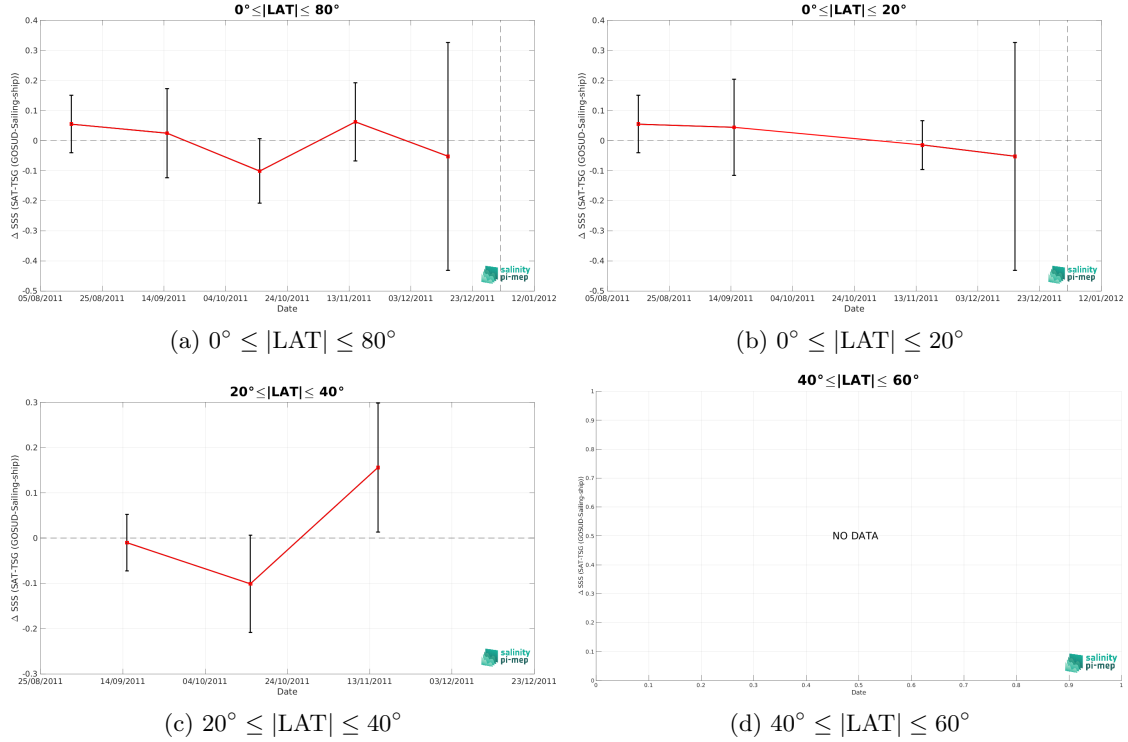 0°≤|LAT|≤ 80°
0.4
0.3
0.2
0.1
0
-0.1
-0.2
-0.3
-0.4
-0.5
Δ SSS (SAT-TSG (GOSUD-Sailing-ship))
05/08/2011 25/08/2011 14/09/2011 04/10/2011 24/10/2011 13/11/2011 03/12/2011 23/12/2011 12/01/2012
Date
salinity
pi-mep
(a) 0° ≤ |LAT| ≤ 80°
0°≤|LAT|≤ 20°
0.4
0.3
0.2
0.1
0
-0.1
-0.2
-0.3
-0.4
-0.5
Δ SSS (SAT-TSG (GOSUD-Sailing-ship))
05/08/2011 25/08/2011 14/09/2011 04/10/2011 24/10/2011 13/11/2011 03/12/2011 23/12/2011 12/01/2012
Date
salinity
pi-mep
(b) 0° ≤ |LAT| ≤ 20°
20°≤|LAT|≤ 40°
0.3
0.2
0.1
0
-0.1
-0.2
-0.3
Δ SSS (SAT-TSG (GOSUD-Sailing-ship))
25/08/2011 14/09/2011 04/10/2011 24/10/2011 13/11/2011 03/12/2011 23/12/2011
Date
salinity
pi-mep
(c) 20° ≤ |LAT| ≤ 40°
40°≤|LAT|≤ 60°
1
0.9
0.8
0.7
0.6
0.5
0.4
0.3
0.2
0.1
0
Δ SSS (SAT-TSG (GOSUD-Sailing-ship))
NO DATA
0 0.1 0.2 0.3 0.4 0.5 0.6 0.7 0.8 0.9 1
Date
salinity
pi-mep
(d) 40° ≤ |LAT| ≤ 60°